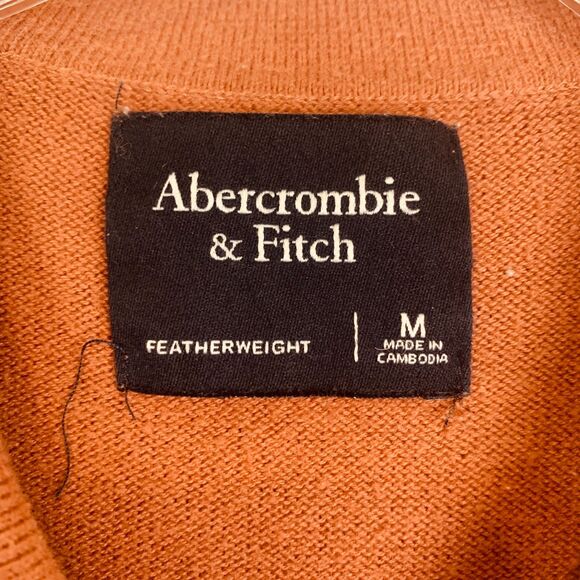 Abercrombie
& Fitch
FEATHERWEIGHT
M
MADE IN
CAMBODIA